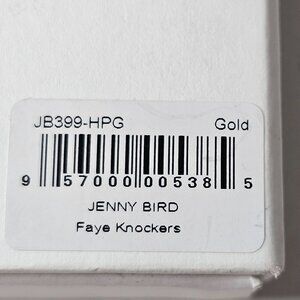 JB399-HPG Gold
9 57000 00538 5
JENNY BIRD
Faye Knockers